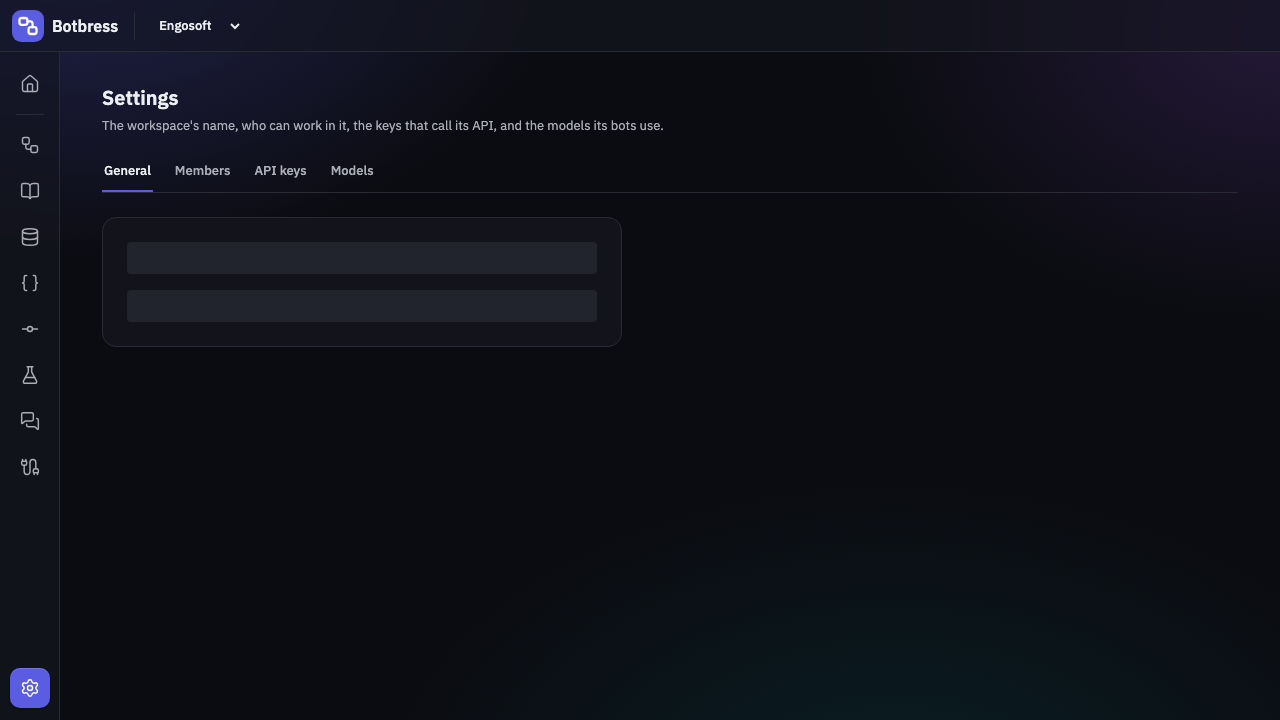 Botbress
Engosoft
Settings
The workspace's name, who can work in it, the keys that call its API, and the models its bots use.
General
Members
API keys
Models